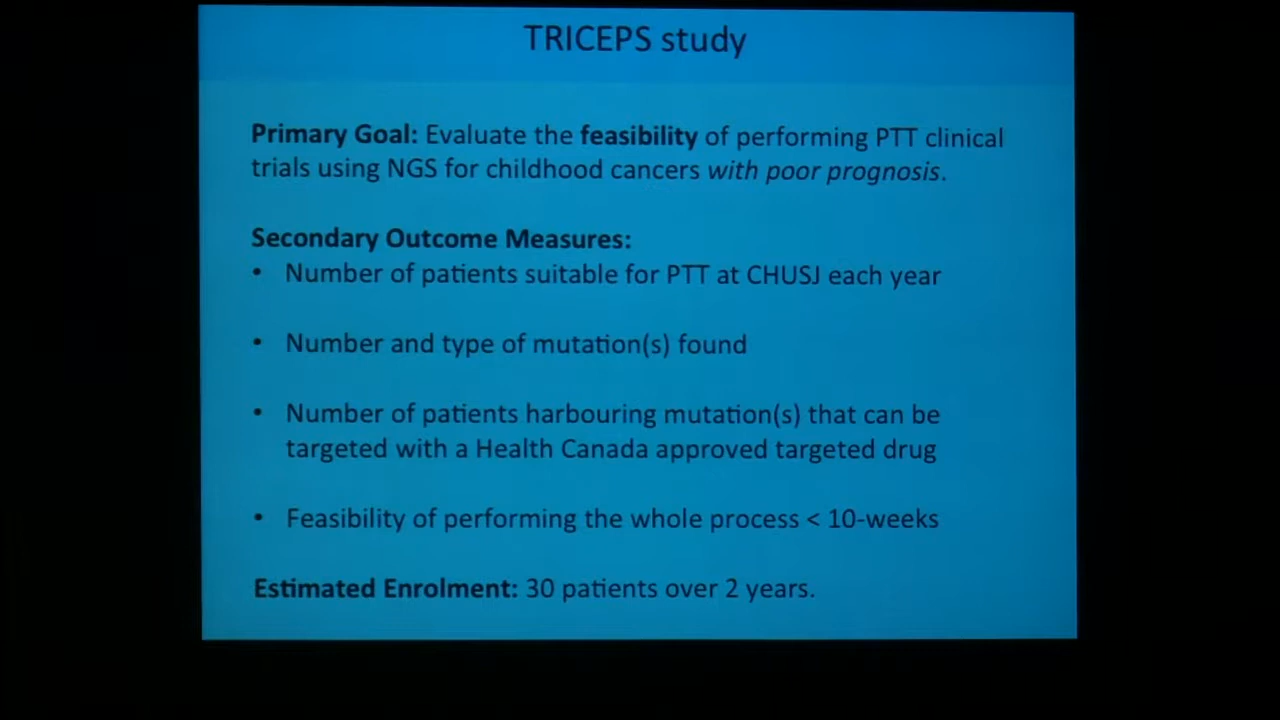 TRICEPS study
Primary Goal: Evaluate the feasibility of performing PTT clinical
trials using NGS for childhood cancers with poor prognosis.
Secondary Outcome Measures:
• Number of patients suitable for PTT at CHUSJ each year
• Number and type of mutation(s) found
• Number of patients harbouring mutation(s) that can be
targeted with a Health Canada approved targeted drug
• Feasibility of performing the whole process < 10-weeks
Estimated Enrolment: 30 patients over 2 years.